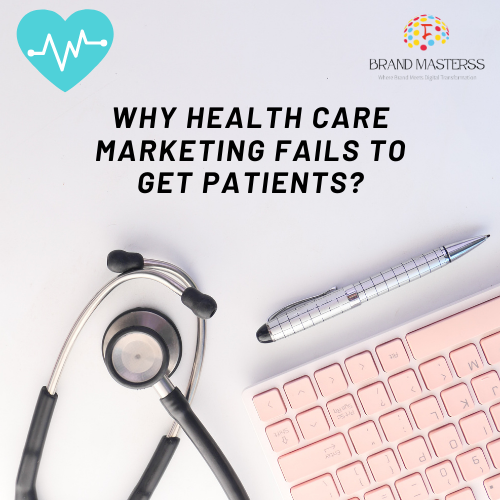 BRAND MASTERSS
Where Brand Meets Digital Transformation
WHY HEALTH CARE
MARKETING FAILS TO
GET PATIENTS?